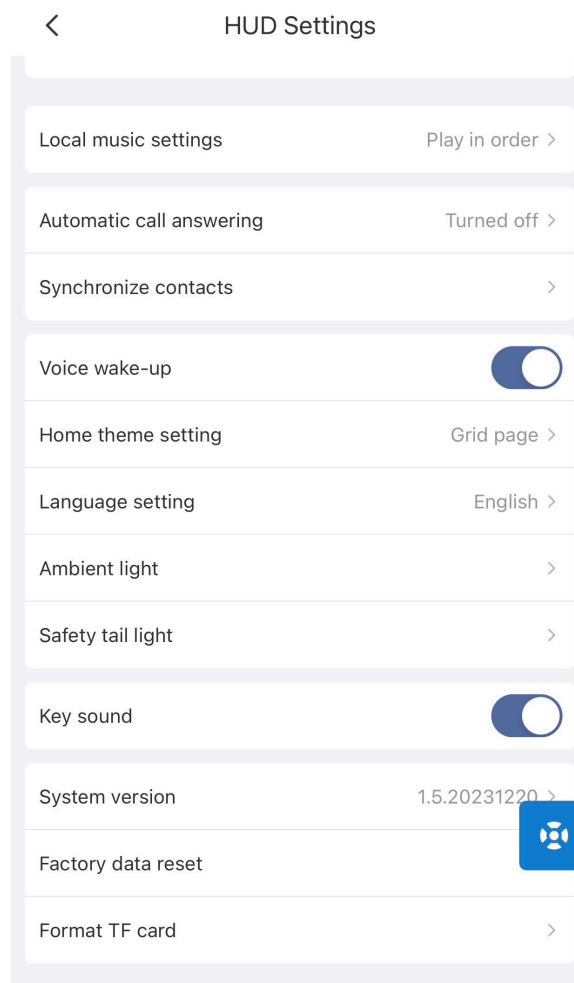 HUD Settings
Local music settings Play in order
Automatic call answering Turned off
Synchronize contacts
Voice wake-up
Home theme setting Grid page
Language setting English
Ambient light
Safety tail light
Key sound
System version 1.5.20231220
Factory data reset
Format TF card